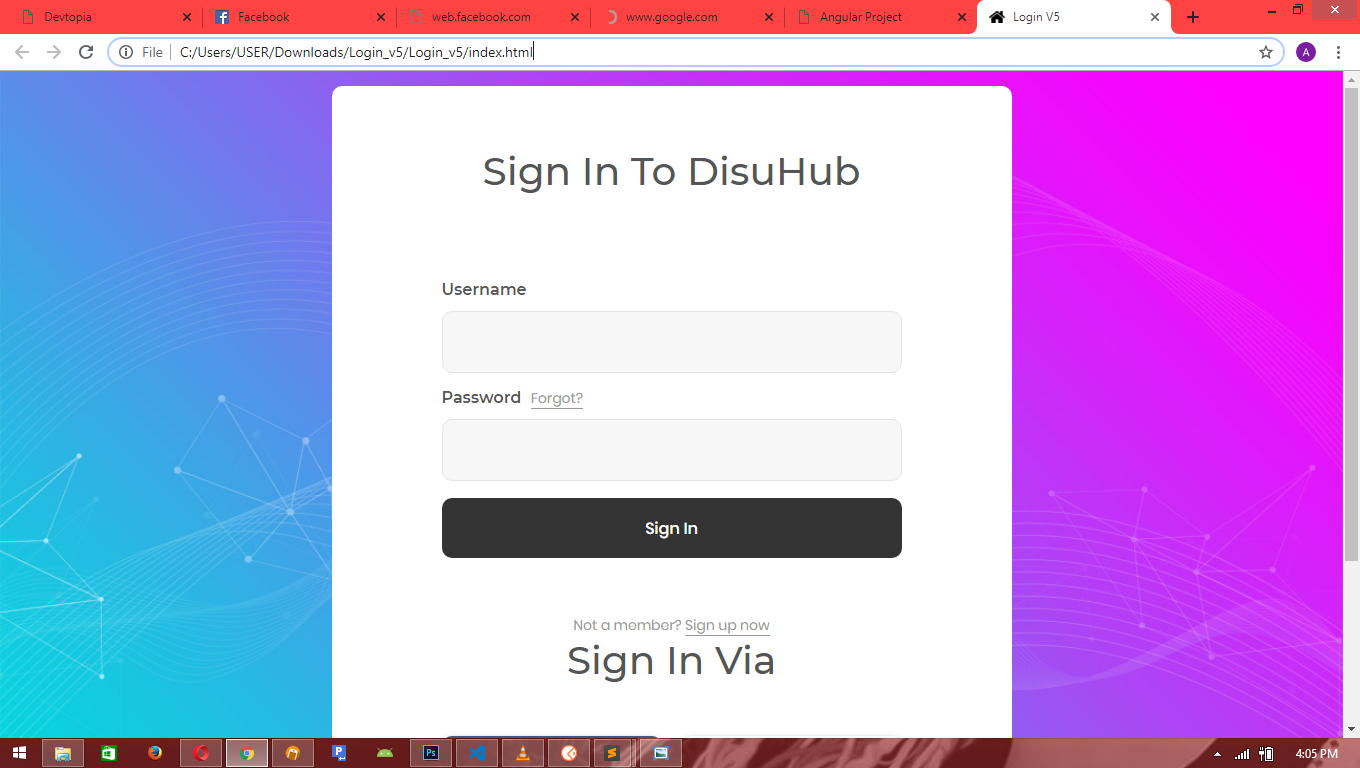 Devtopia
Facebook
web.facebook.com
www.google.com
Angular Project
Login V5
File
C:/Users/USER/Downloads/Login_v5/Login_v5/index.html
A
Sign In To DisuHub
Username
Password Forgot?
Sign In
Not a member? Sign up now
Sign In Via
Ps
4:05 PM